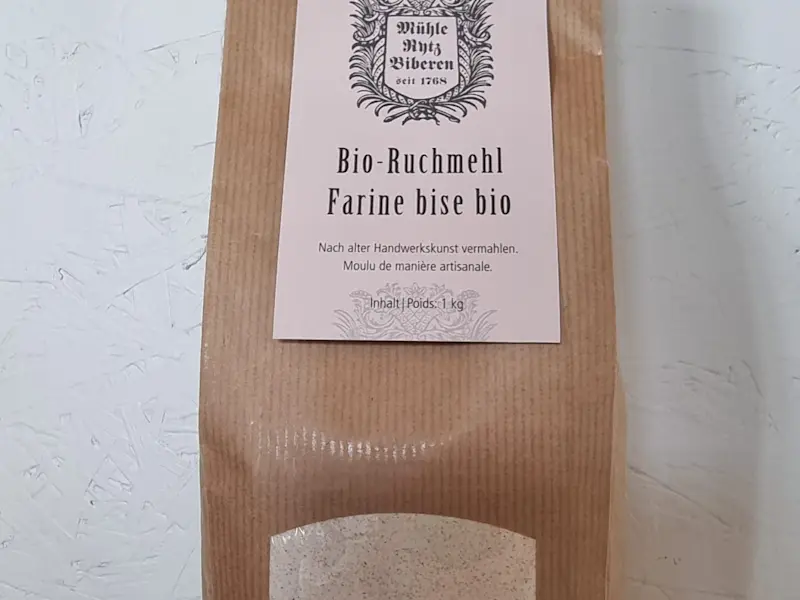 Mühle
Rytz
Biberen
seit 1768
Bio-Ruchmehl
Farine bise bio
Nach alter Handwerkskunst vermahlen.
Moulu de manière artisanale.
Inhalt|Poids: 1 kg